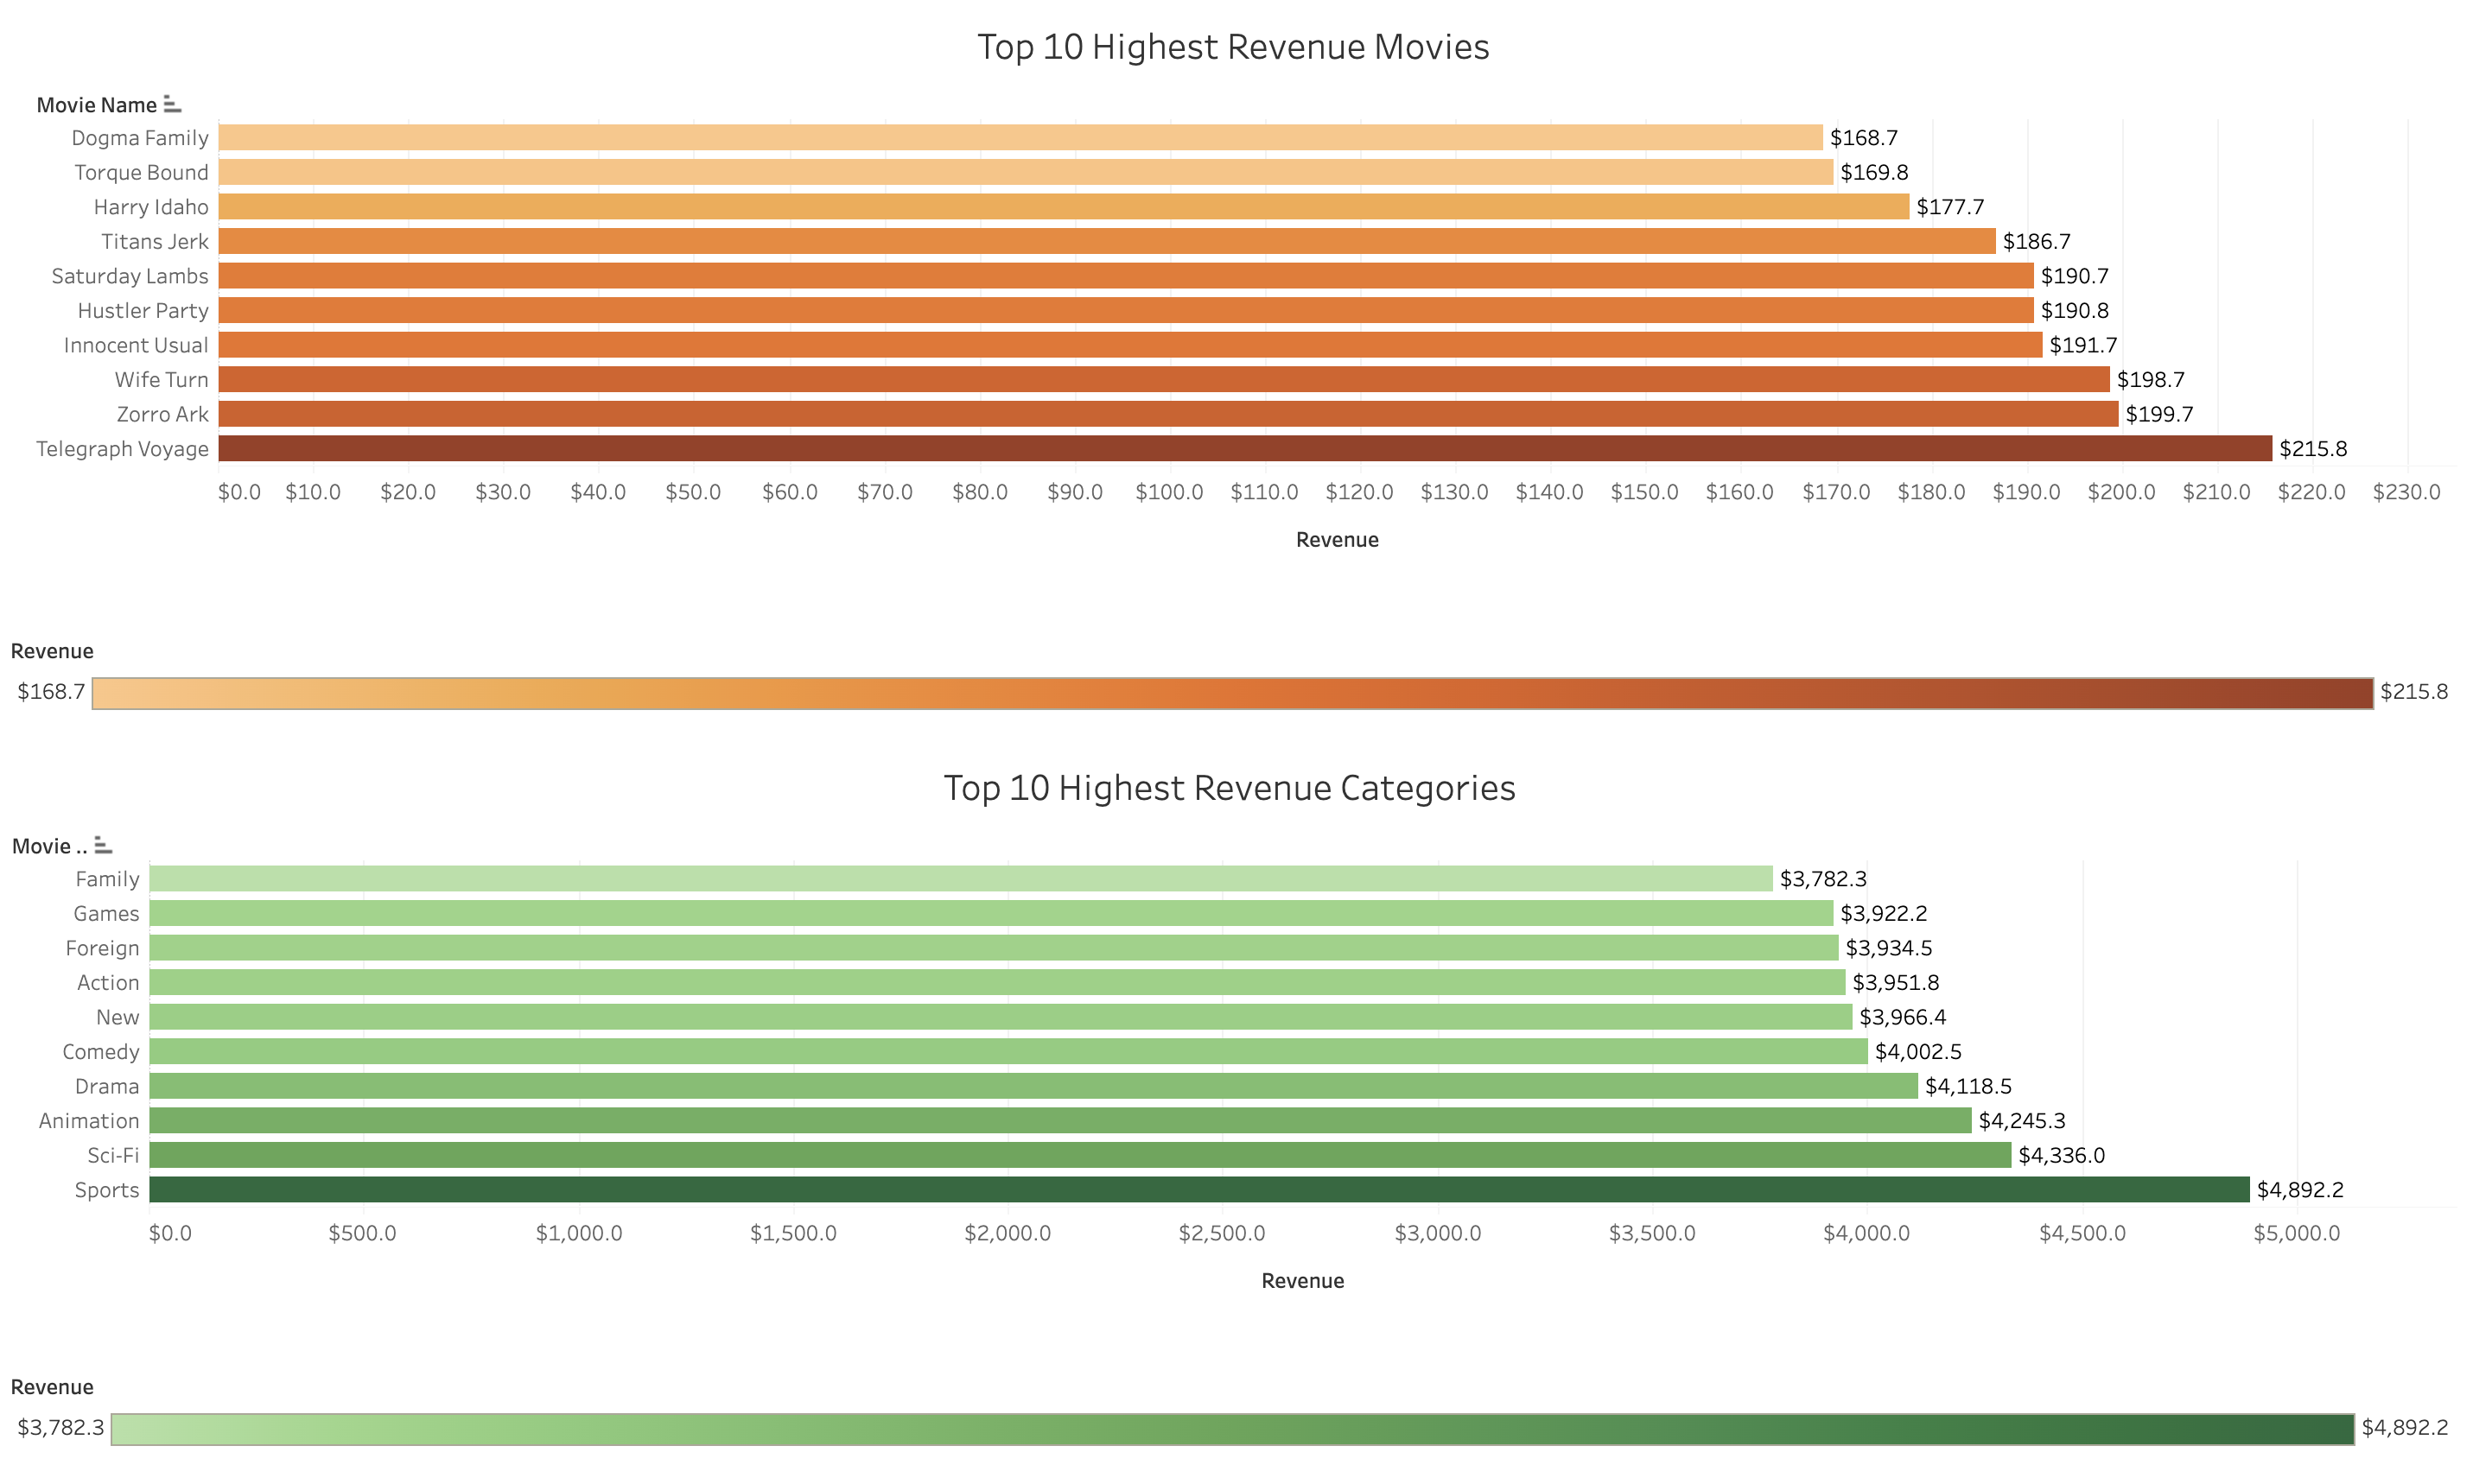 Top 10 Highest Revenue Movies
Movie Name
Dogma Family $168.7
Torque Bound $169.8
Harry Idaho $177.7
Titans Jerk $186.7
Saturday Lambs $190.7
Hustler Party $190.8
Innocent Usual $191.7
Wife Turn $198.7
Zorro Ark $199.7
Telegraph Voyage $215.8
$0.0 $10.0 $20.0 $30.0 $40.0 $50.0 $60.0 $70.0 $80.0 $90.0 $100.0 $110.0 $120.0 $130.0 $140.0 $150.0 $160.0 $170.0 $180.0 $190.0 $200.0 $210.0 $220.0 $230.0
Revenue
Revenue
$168.7 $215.8
Top 10 Highest Revenue Categories
Movie ..
Family $3,782.3
Games $3,922.2
Foreign $3,934.5
Action $3,951.8
New $3,966.4
Comedy $4,002.5
Drama $4,118.5
Animation $4,245.3
Sci-Fi $4,336.0
Sports $4,892.2
$0.0 $500.0 $1,000.0 $1,500.0 $2,000.0 $2,500.0 $3,000.0 $3,500.0 $4,000.0 $4,500.0 $5,000.0
Revenue
Revenue
$3,782.3 $4,892.2